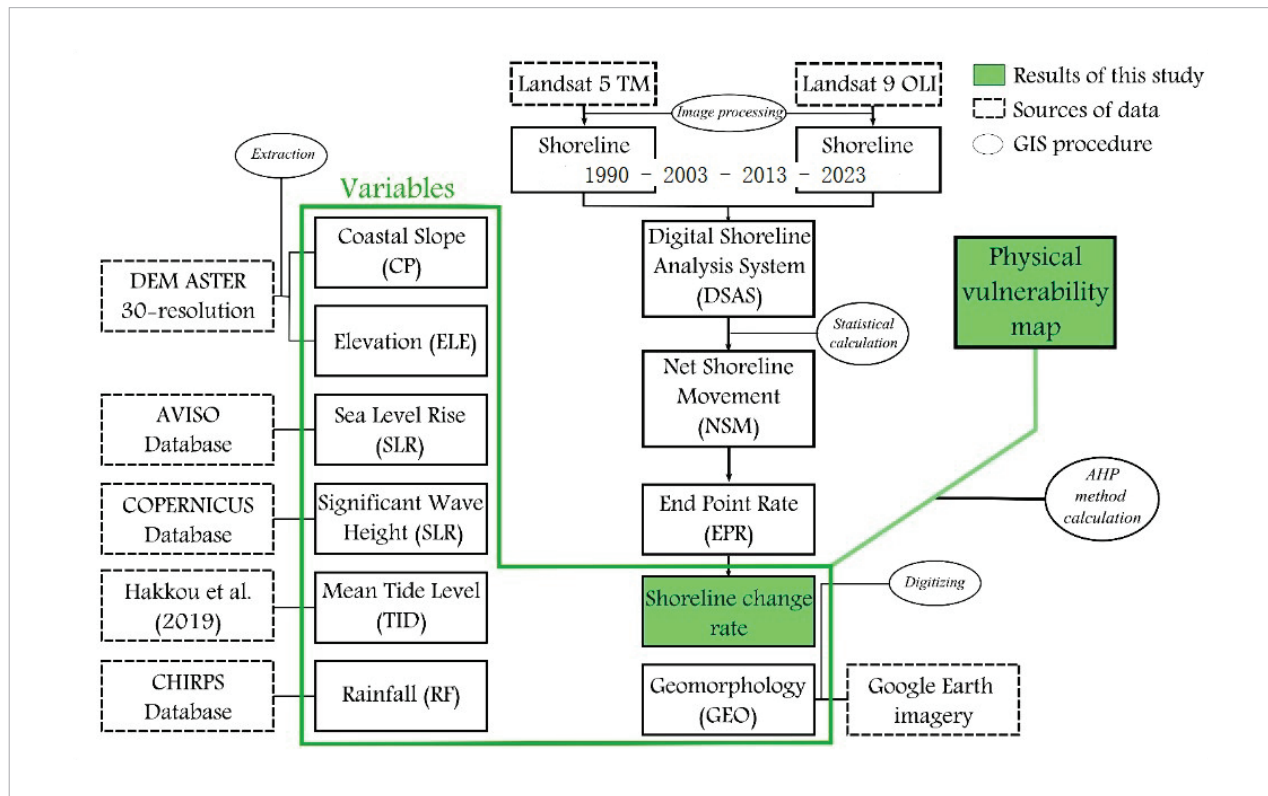 Landsat 5 TM
Landsat 9 OLI
Results of this study
Sources of data
GIS procedure
Image processing
Shoreline
Shoreline
1990 - 2003 - 2013 - 2023
Extraction
Variables
DEM ASTER
30-resolution
Coastal Slope
(CP)
Elevation (ELE)
AVISO
Database
Sea Level Rise
(SLR)
COPERNICUS
Database
Significant Wave
Height (SLR)
Hakkou et al.
(2019)
Mean Tide Level
(TID)
CHIRPS
Database
Rainfall (RF)
Digital Shoreline
Analysis System
(DSAS)
Statistical
calculation
Net Shoreline
Movement
(NSM)
End Point Rate
(EPR)
Shoreline change
rate
Geomorphology
(GEO)
Google Earth
imagery
Digitizing
Physical
vulnerability
map
AHP
method
calculation